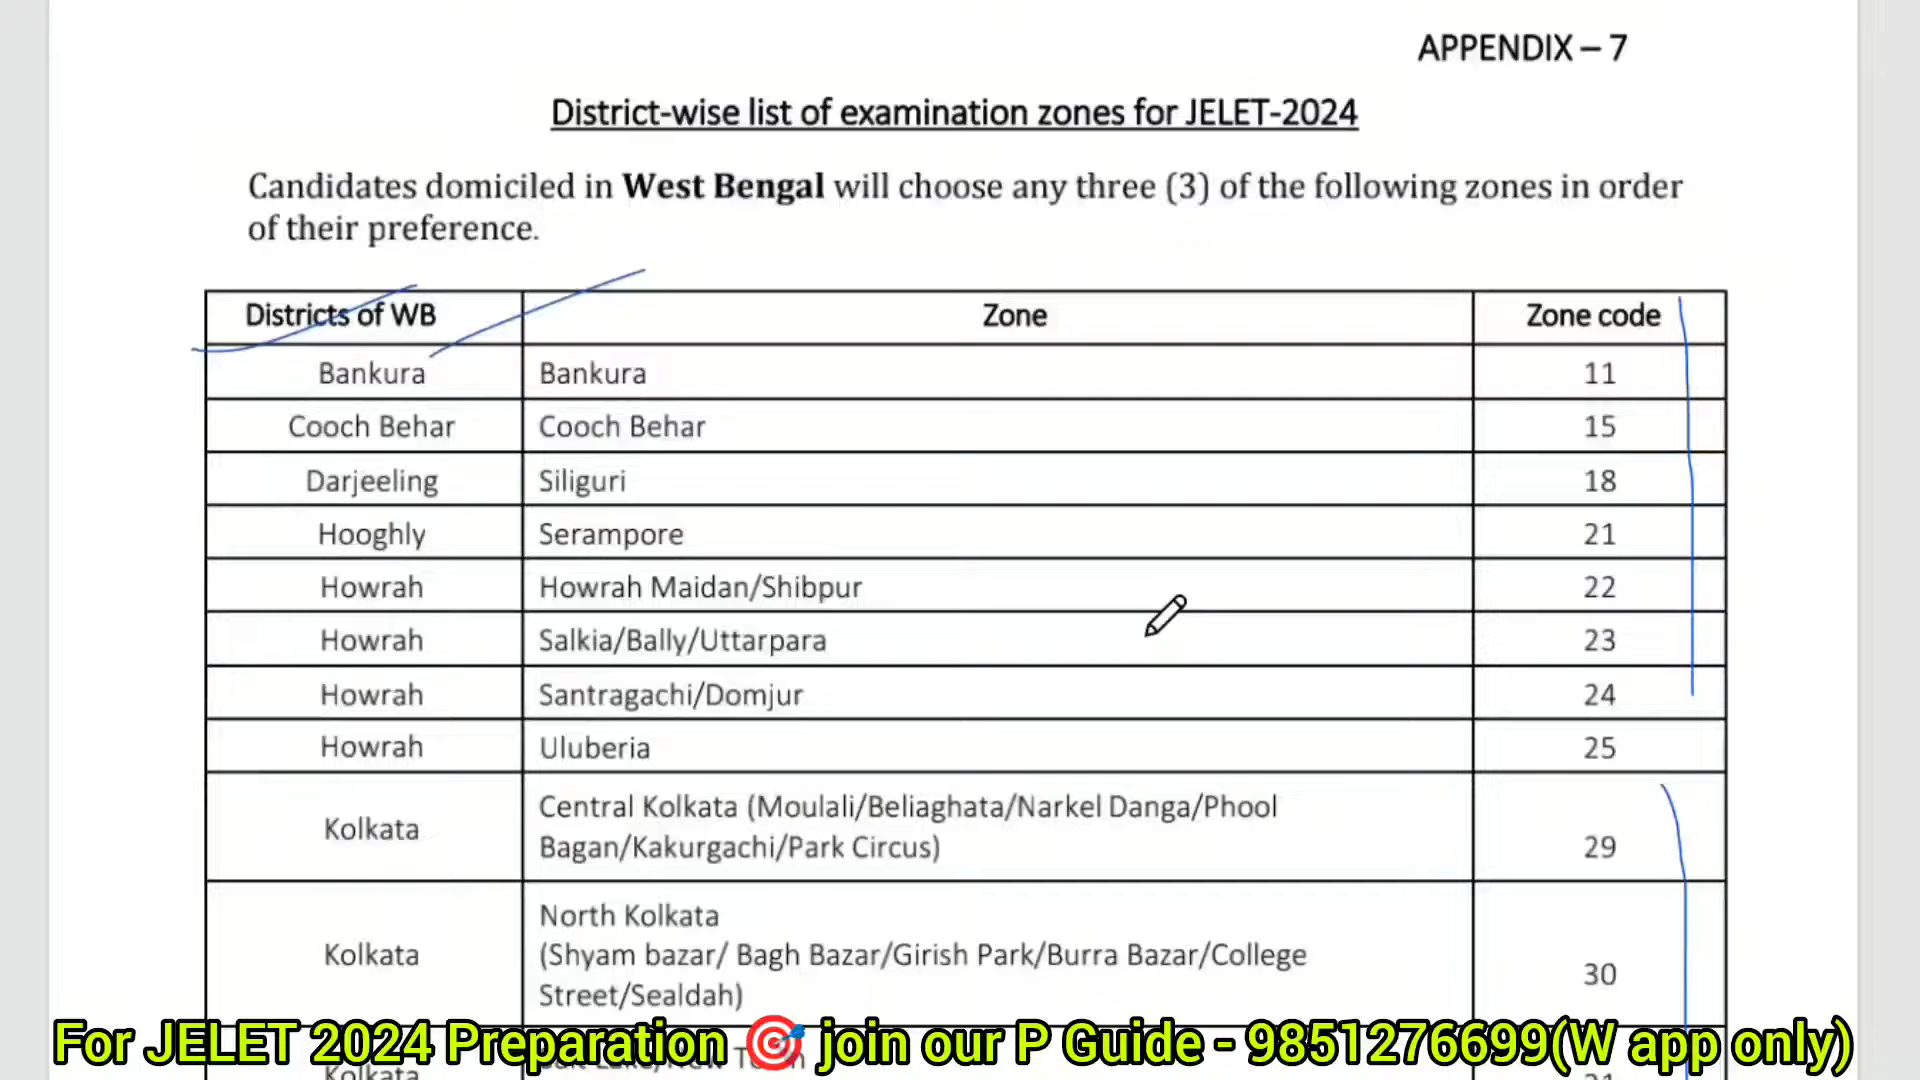 APPENDIX – 7
District-wise list of examination zones for JELET-2024
Candidates domiciled in West Bengal will choose any three (3) of the following zones in order
of their preference.
Districts of WB Zone Zone code
Bankura Bankura 11
Cooch Behar Cooch Behar 15
Darjeeling Siliguri 18
Hooghly Serampore 21
Howrah Howrah Maidan/Shibpur 22
Howrah Salkia/Bally/Uttarpara 23
Howrah Santragachi/Domjur 24
Howrah Uluberia 25
Kolkata Central Kolkata (Moulali/Beliaghata/Narkel Danga/Phool
Bagan/Kakurgachi/Park Circus) 29
North Kolkata
Kolkata (Shyam bazar/ Bagh Bazar/Girish Park/Burra Bazar/College
Street/Sealdah) 30
For JELET 2024 Preparation 🎯 join our P Guide - 9851276699(W app only)
Kolkata